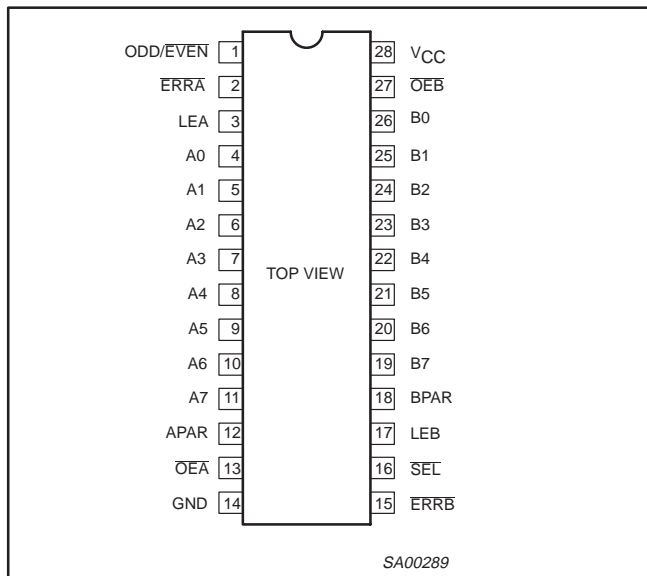 ODD/EVEN 1 28 VCC
ERRA 2 27 OEB
LEA 3 26 B0
A0 4 25 B1
A1 5 24 B2
A2 6 23 B3
A3 7 22 B4
TOP VIEW
A4 8 21 B5
A5 9 20 B6
A6 10 19 B7
A7 11 18 BPAR
APAR 12 17 LEB
OEA 13 16 SEL
GND 14 15 ERRB
SA00289